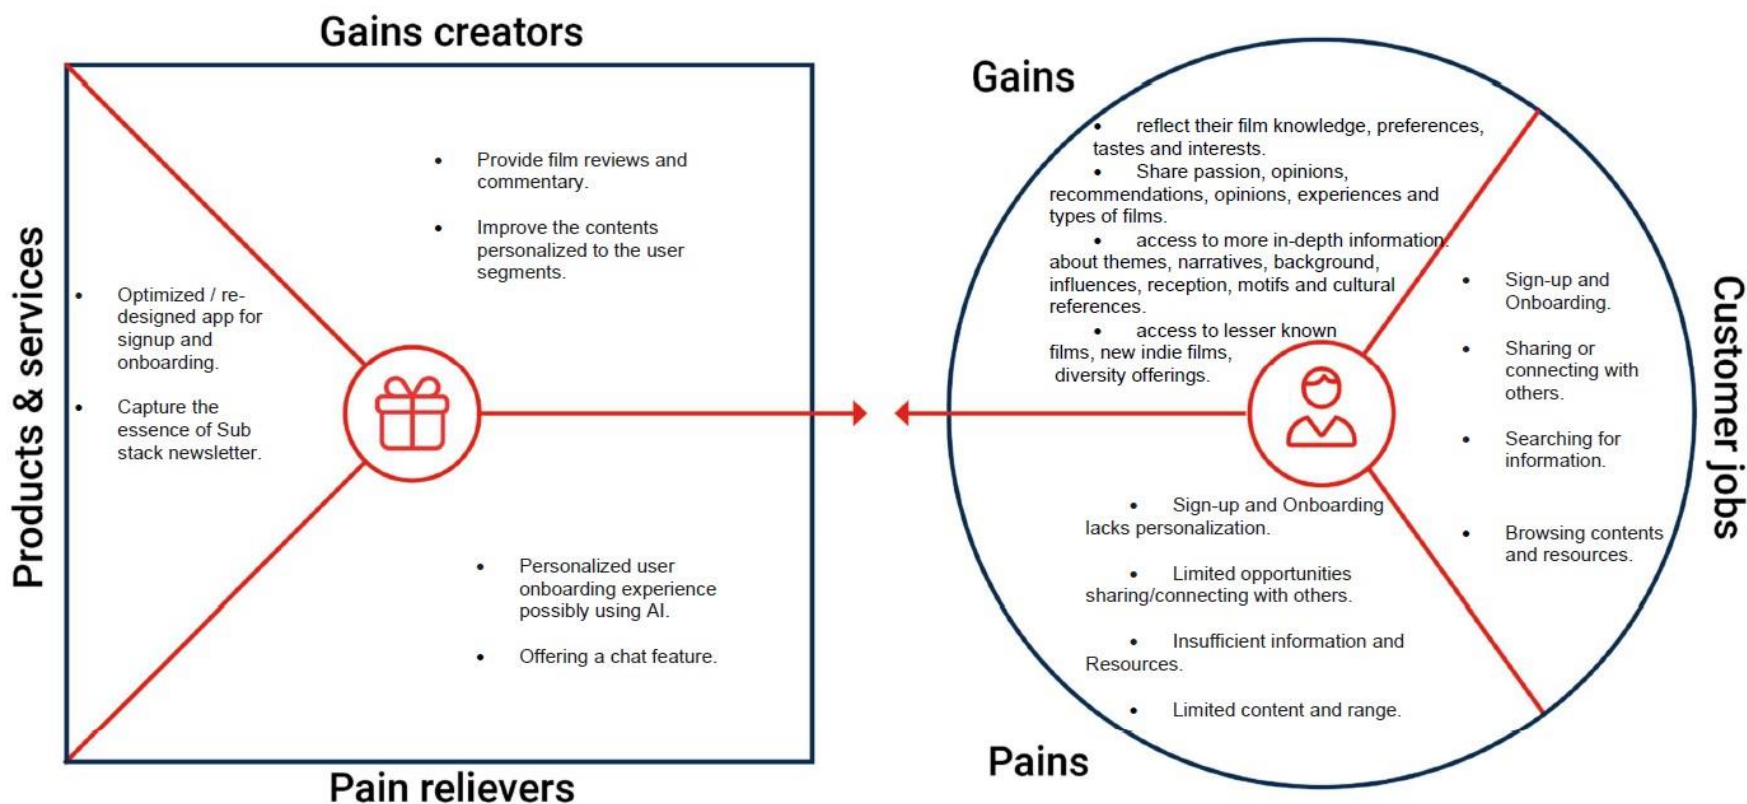 Gains creators
• Provide film reviews and
commentary.
• Improve the contents
personalized to the user
segments.
Products & services
• Optimized / re-
designed app for
signup and
onboarding.
• Capture the
essence of Sub
stack newsletter.
• Personalized user
onboarding experience
possibly using AI.
• Offering a chat feature.
Pain relievers
Gains
• reflect their film knowledge, preferences,
tastes and interests.
• Share passion, opinions,
recommendations, opinions, experiences and
types of films.
• access to more in-depth information
about themes, narratives, background,
influences, reception, motifs and cultural
references.
• access to lesser known
films, new indie films,
diversity offerings.
• Sign-up and
Onboarding.
• Sharing or
connecting with
others.
• Searching for
information.
• Browsing contents
and resources.
Customer jobs
• Sign-up and Onboarding
lacks personalization.
• Limited opportunities
sharing/connecting with others.
• Insufficient information and
Resources.
• Limited content and range.
Pains